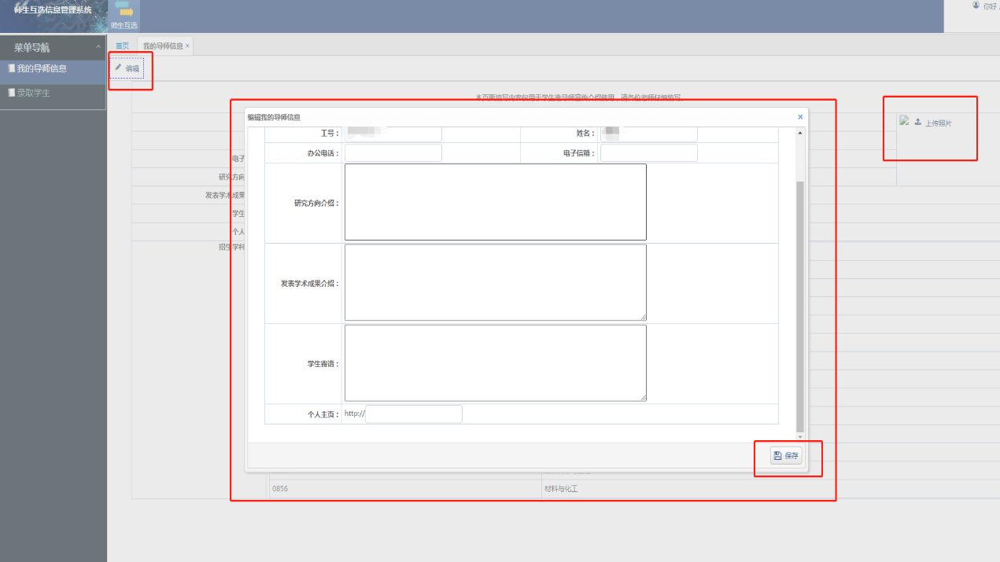 师生互选信息管理系统
师生互选
你好
菜单导航
我的导师信息
录取学生
首页
我的导师信息 ×
编辑
本页面填写内容仅用于学生选导师宣传介绍使用，请各位老师仔细填写。
上传照片
电子
研究方向
发表学术成果
学生
个人
招生学科
编辑我的导师信息
工号：
姓名：
办公电话：
电子信箱：
研究方向介绍：
发表学术成果介绍：
学生寄语：
个人主页： http://
保存
0856 材料与化工